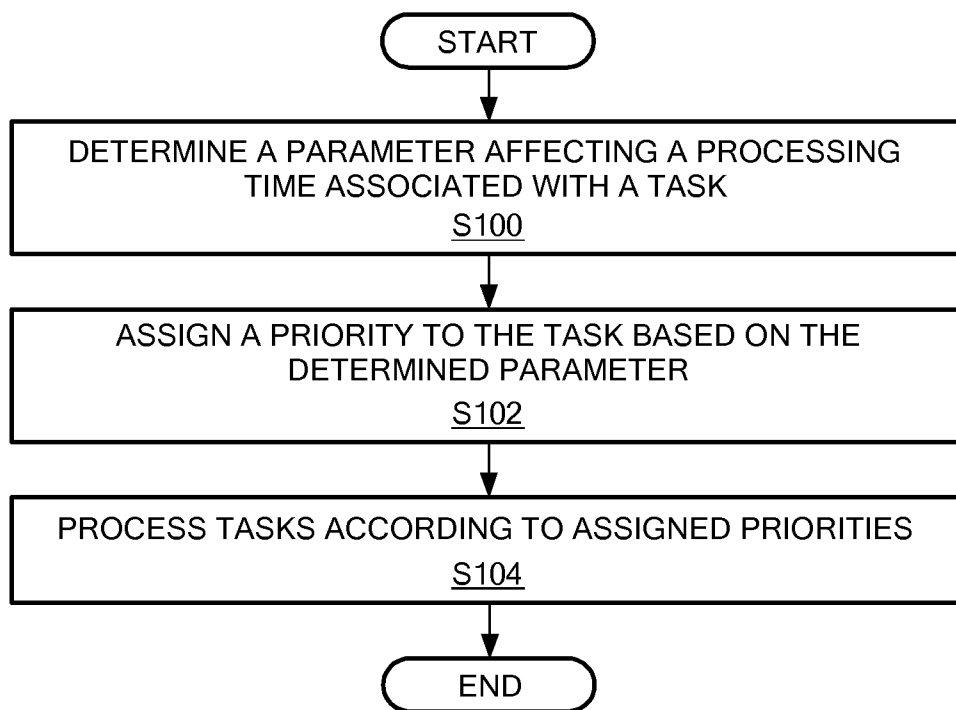 START
DETERMINE A PARAMETER AFFECTING A PROCESSING
TIME ASSOCIATED WITH A TASK
S100
ASSIGN A PRIORITY TO THE TASK BASED ON THE
DETERMINED PARAMETER
S102
PROCESS TASKS ACCORDING TO ASSIGNED PRIORITIES
S104
END